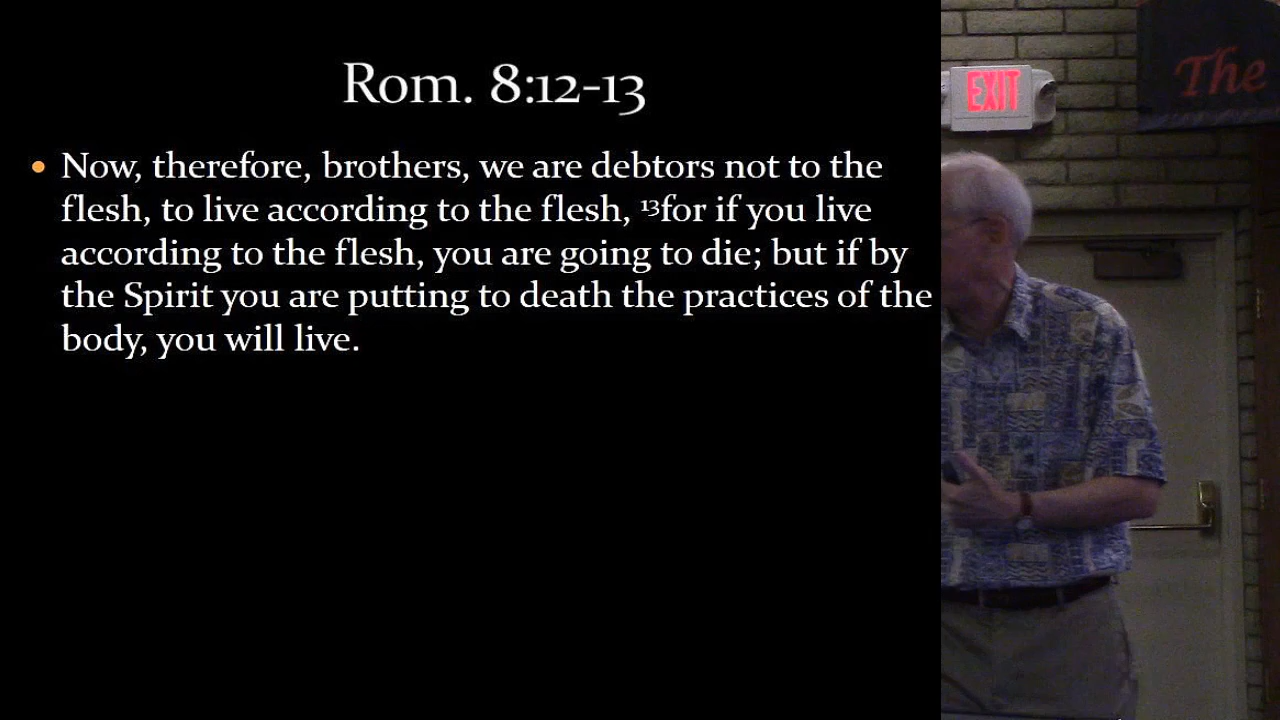 Rom. 8:12-13
• Now, therefore, brothers, we are debtors not to the
flesh, to live according to the flesh, ¹³for if you live
according to the flesh, you are going to die; but if by
the Spirit you are putting to death the practices of the
body, you will live.
EXIT
The